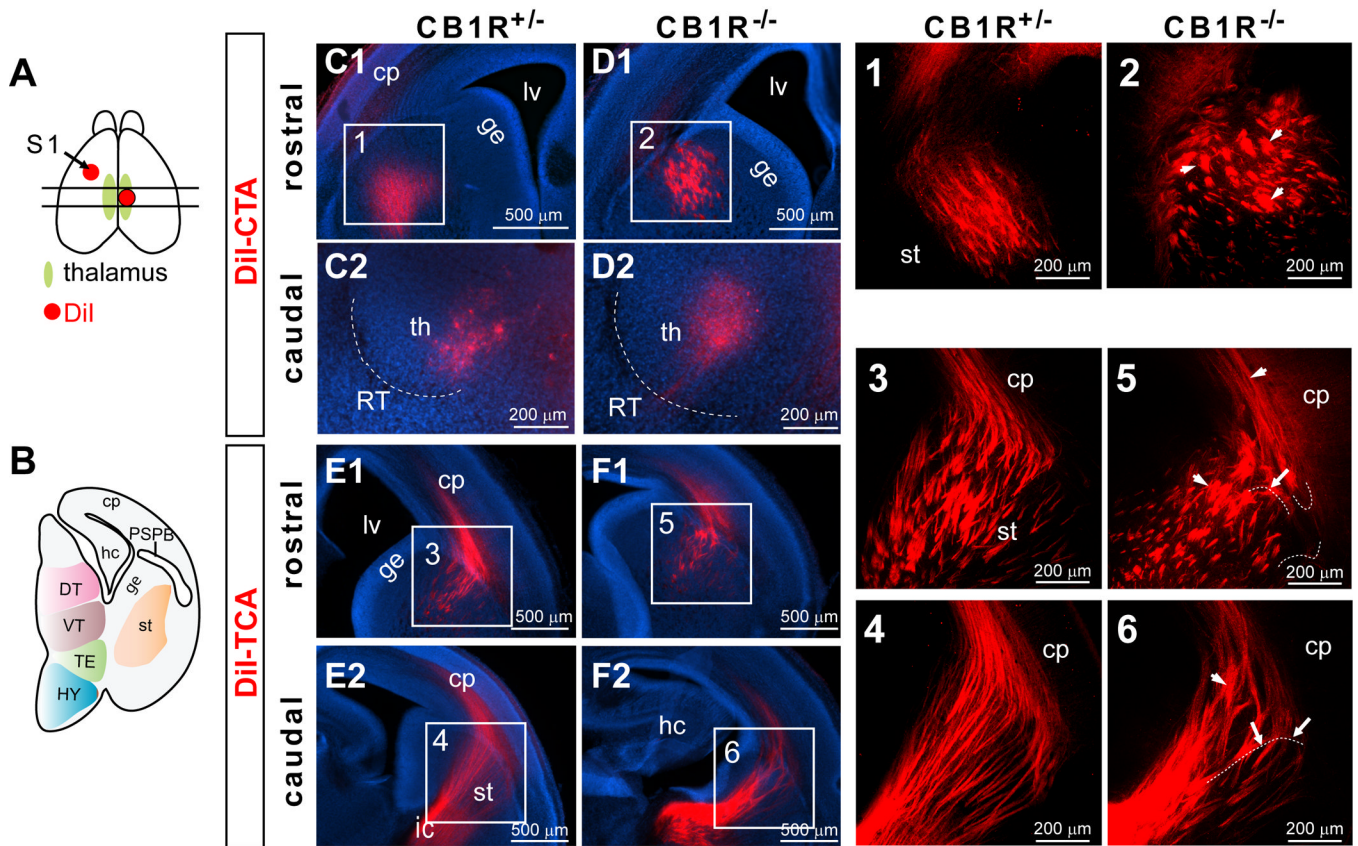 CB1R+/-
CB1R-/-
CB1R+/-
CB1R-/-
A
S1
thalamus
DiI
B
cp
hc
PSPB
ge
DT
VT
TE
HY
st
DiI-CTA
DiI-TCA
rostral
caudal
rostral
caudal
C1
cp
lv
ge
1
500 µm
D1
lv
ge
2
500 µm
C2
th
RT
200 µm
D2
th
RT
200 µm
E1
cp
lv
ge
3
500 µm
F1
5
500 µm
E2
cp
4
st
ic
500 µm
F2
hc
6
500 µm
1
st
200 µm
2
200 µm
3
cp
st
200 µm
5
cp
200 µm
4
cp
200 µm
6
cp
200 µm